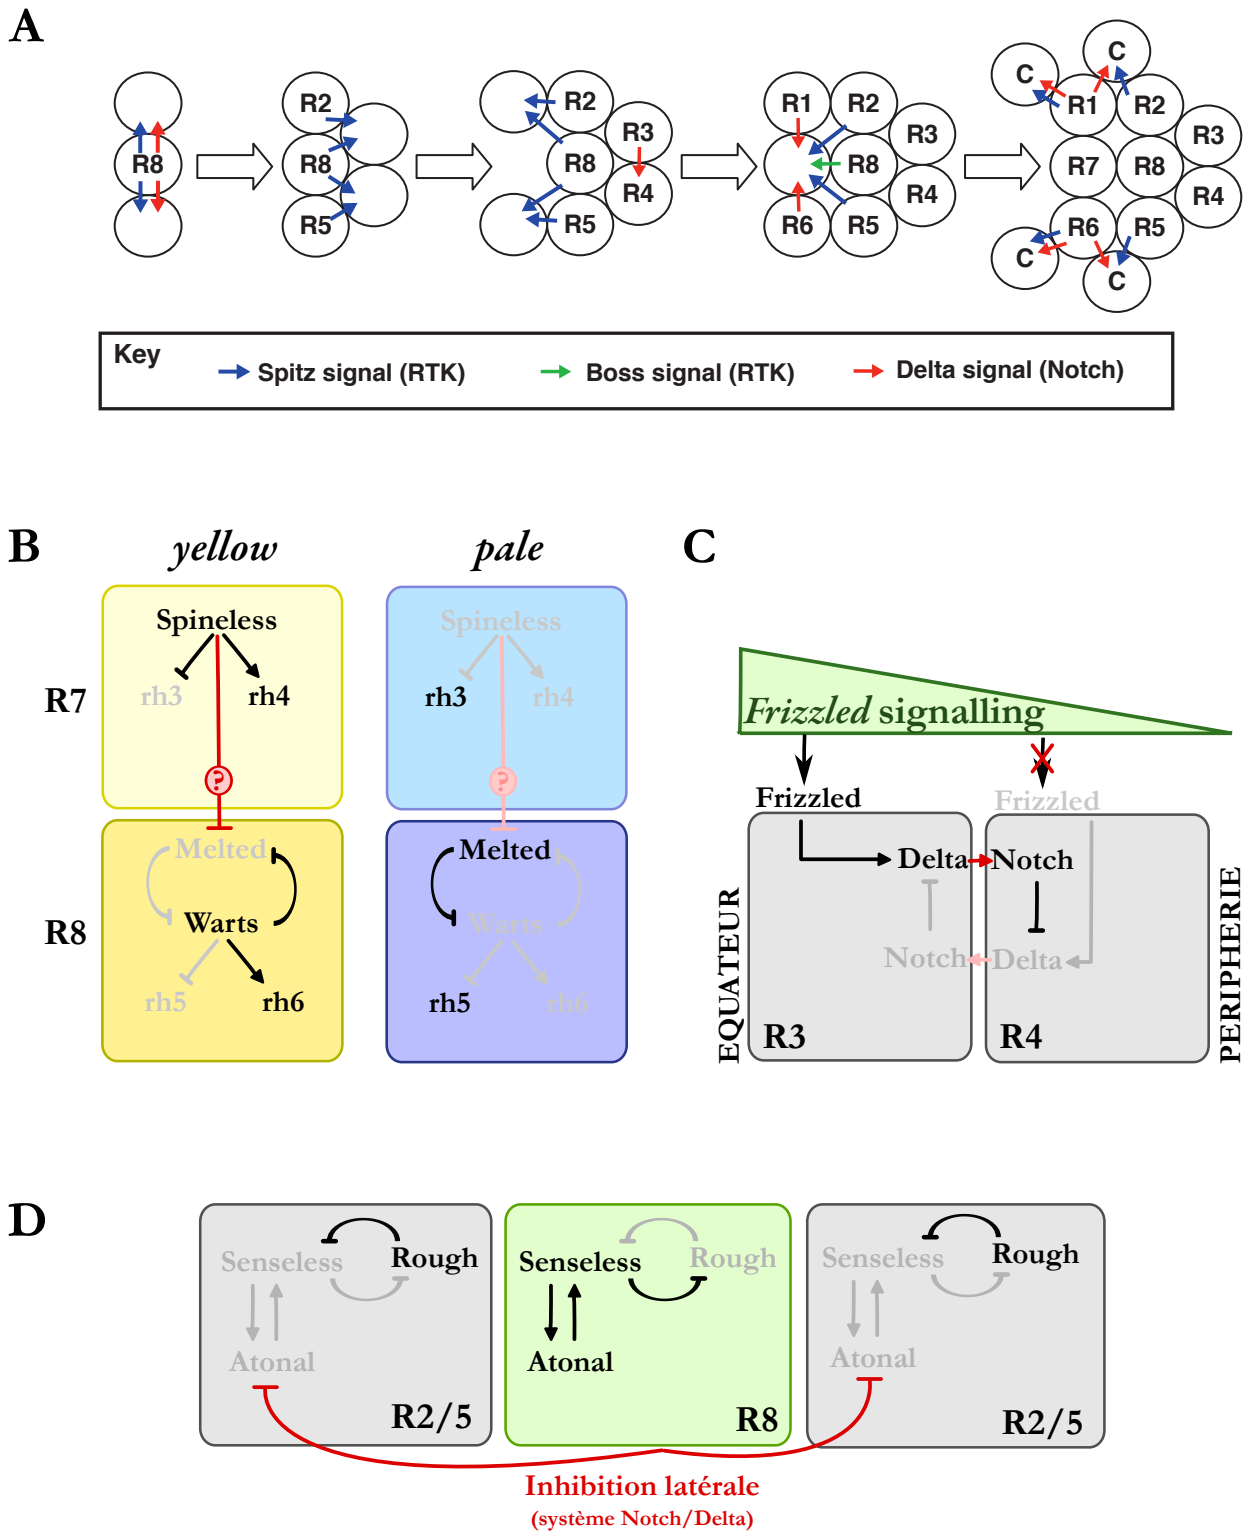 A
R8
R2
R8
R5
R2
R8
R5
R3
R4
R1
R2
R8
R6
R5
R3
R4
C
C
R1
R2
R3
R7
R8
R4
R6
R5
C
C
Key
Spitz signal (RTK)
Boss signal (RTK)
Delta signal (Notch)
B
yellow
pale
R7
Spineless
rh3
rh4
?
Spineless
rh3
rh4
?
R8
Melted
Warts
rh5
rh6
Melted
Warts
rh5
rh6
C
Frizzled signalling
Frizzled
Frizzled
EQUATEUR
Delta
Notch
Notch
Delta
R3
R4
PERIPHERIE
D
Senseless
Rough
Atonal
R2/5
Senseless
Rough
Atonal
R8
Senseless
Rough
Atonal
R2/5
Inhibition latérale
(système Notch/Delta)